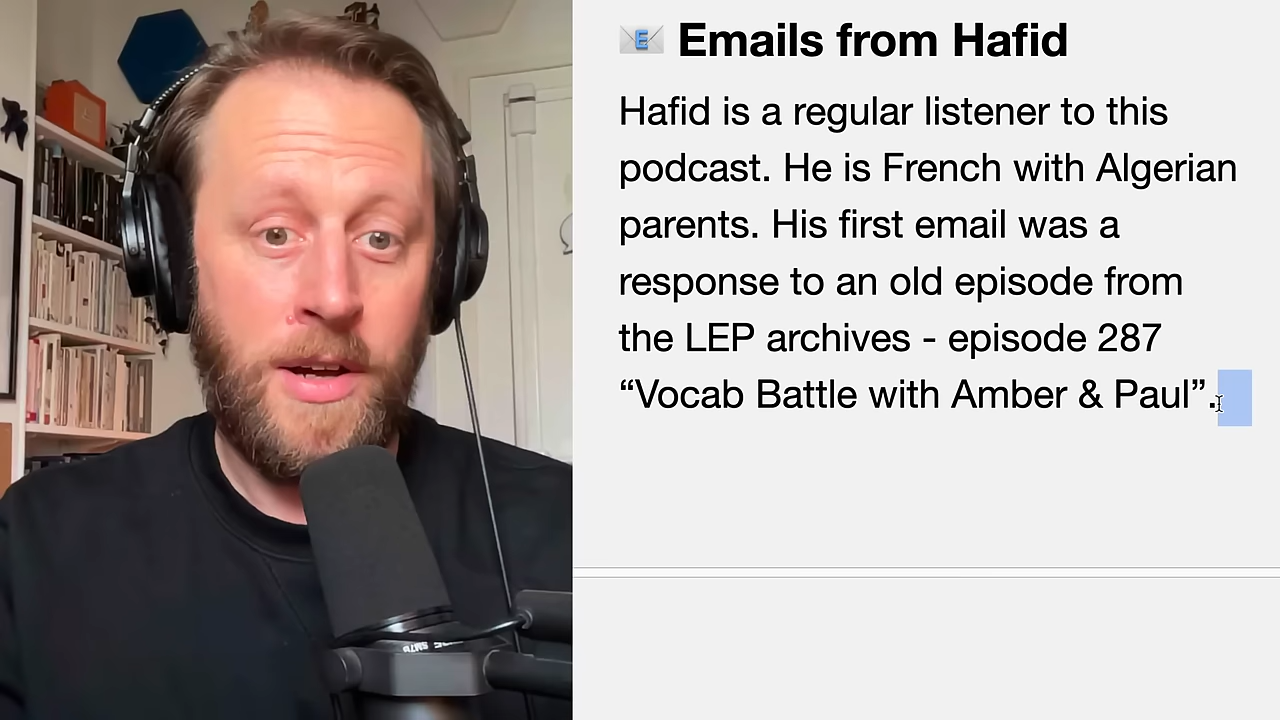 Emails from Hafid
Hafid is a regular listener to this
podcast. He is French with Algerian
parents. His first email was a
response to an old episode from
the LEP archives - episode 287
“Vocab Battle with Amber & Paul”.
SM7B